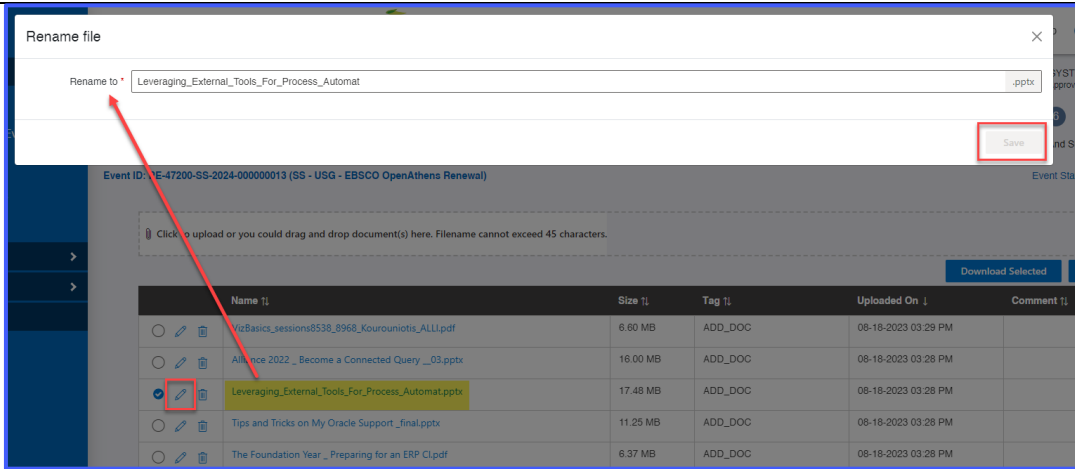 Rename file
Rename to * Leveraging_External_Tools_For_Process_Automat .pptx
Save
Event ID: PE-47200-SS-2024-000000013 (SS - USG - EBSCO OpenAthens Renewal) Event Sta
Click to upload or you could drag and drop document(s) here. Filename cannot exceed 45 characters.
Download Selected
Name Size Tag Uploaded On Comment
VizBasics_sessions8538_8968_Kourouniotis_ALLI.pdf 6.60 MB ADD_DOC 08-18-2023 03:29 PM
Alliance 2022 _ Become a Connected Query __03.pptx 16.00 MB ADD_DOC 08-18-2023 03:28 PM
Leveraging_External_Tools_For_Process_Automat.pptx 17.48 MB ADD_DOC 08-18-2023 03:28 PM
Tips and Tricks on My Oracle Support _final.pptx 11.25 MB ADD_DOC 08-18-2023 03:28 PM
The Foundation Year _ Preparing for an ERP Cl.pdf 6.37 MB ADD_DOC 08-18-2023 03:28 PM